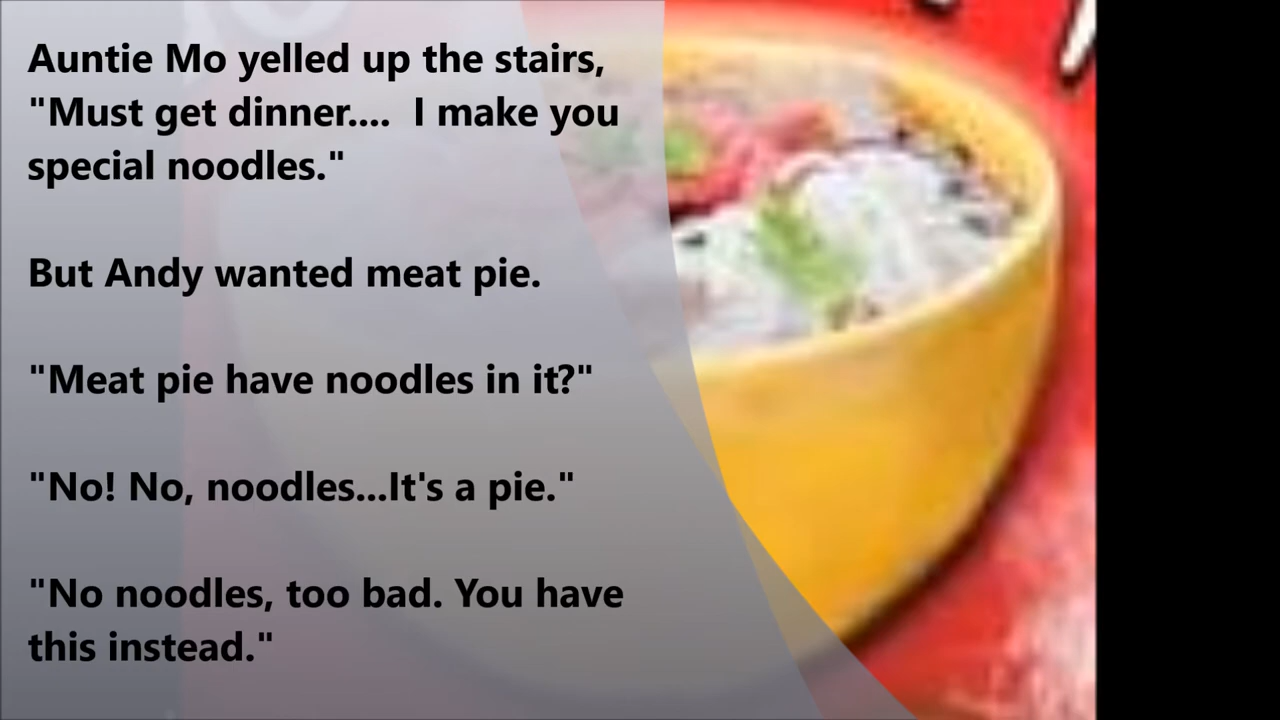 Auntie Mo yelled up the stairs,
"Must get dinner....  I make you
special noodles."
But Andy wanted meat pie.
"Meat pie have noodles in it?"
"No! No, noodles...It's a pie."
"No noodles, too bad. You have
this instead."